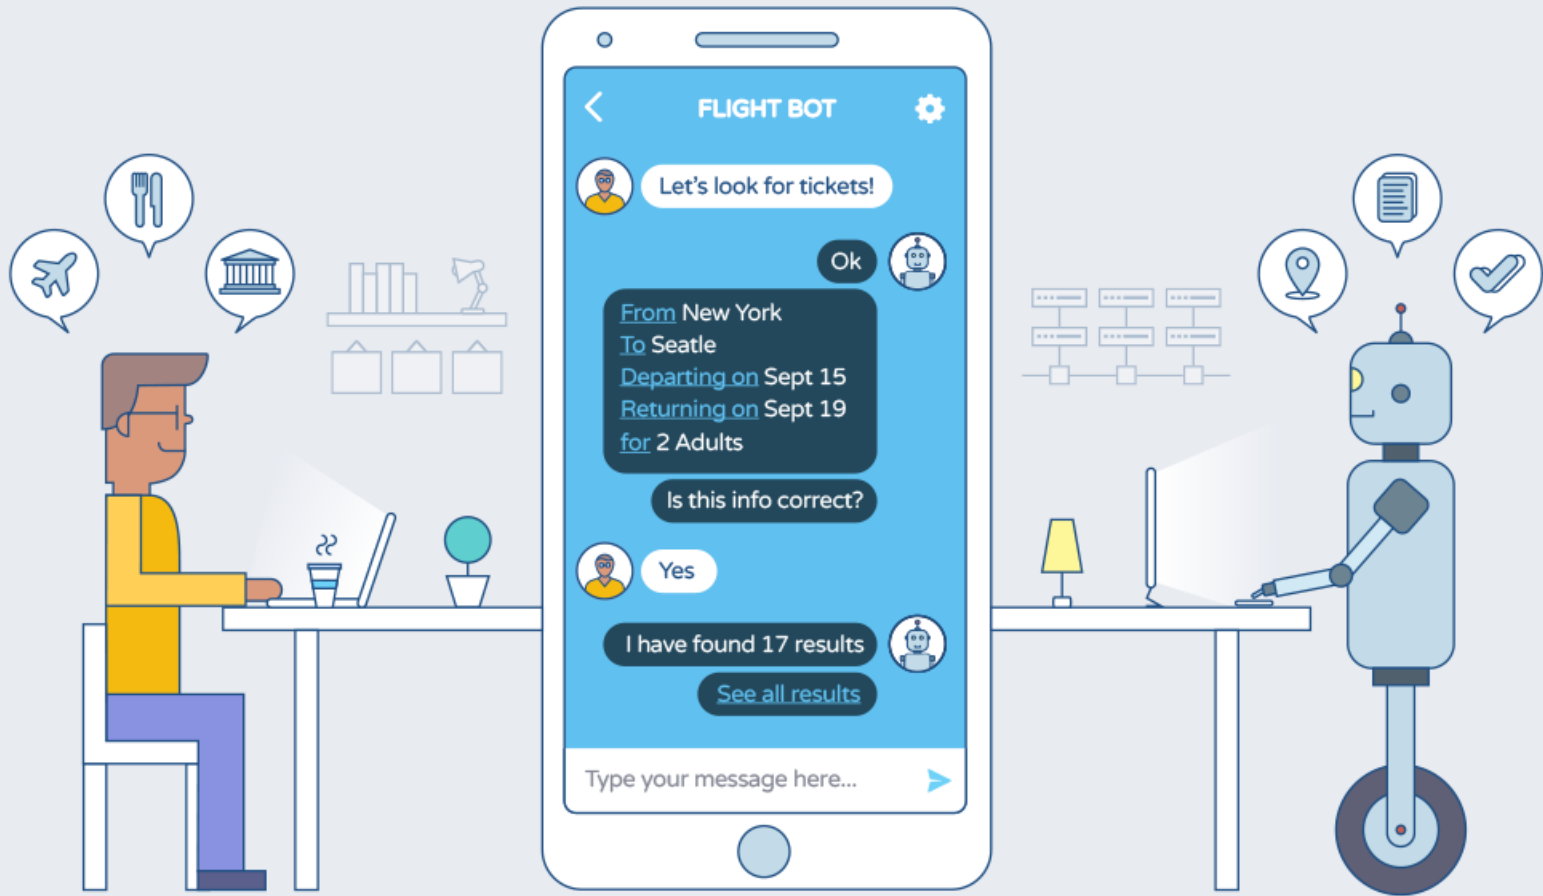 FLIGHT BOT
Let's look for tickets!
Ok
From New York
To Seatle
Departing on Sept 15
Returning on Sept 19
for 2 Adults
Is this info correct?
Yes
I have found 17 results
See all results
Type your message here...